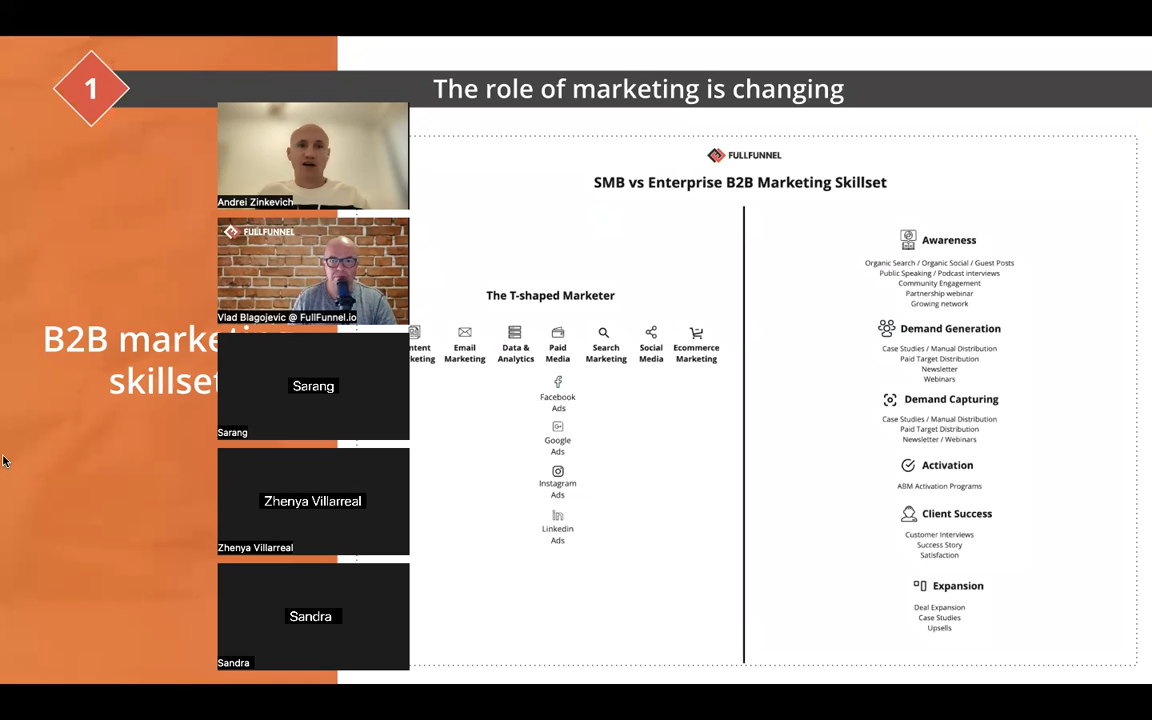 1
The role of marketing is changing
B2B marke
skillset
Andrei Zinkevich
FULLFUNNEL
Vlad Blagojevic @ FullFunnel.io
Sarang
Sarang
Zhenya Villarreal
Zhenya Villarreal
Sandra
Sandra
FULLFUNNEL
SMB vs Enterprise B2B Marketing Skillset
The T-shaped Marketer
ntent
keting
Email
Marketing
Data &
Analytics
Paid
Media
Search
Marketing
Social
Media
Ecommerce
Marketing
Facebook
Ads
Google
Ads
Instagram
Ads
Linkedin
Ads
Awareness
Organic Search / Organic Social / Guest Posts
Public Speaking / Podcast interviews
Community Engagement
Partnership webinar
Growing network
Demand Generation
Case Studies / Manual Distribution
Paid Target Distribution
Newsletter
Webinars
Demand Capturing
Case Studies / Manual Distribution
Paid Target Distribution
Newsletter / Webinars
Activation
ABM Activation Programs
Client Success
Customer Interviews
Success Story
Satisfaction
Expansion
Deal Expansion
Case Studies
Upsells